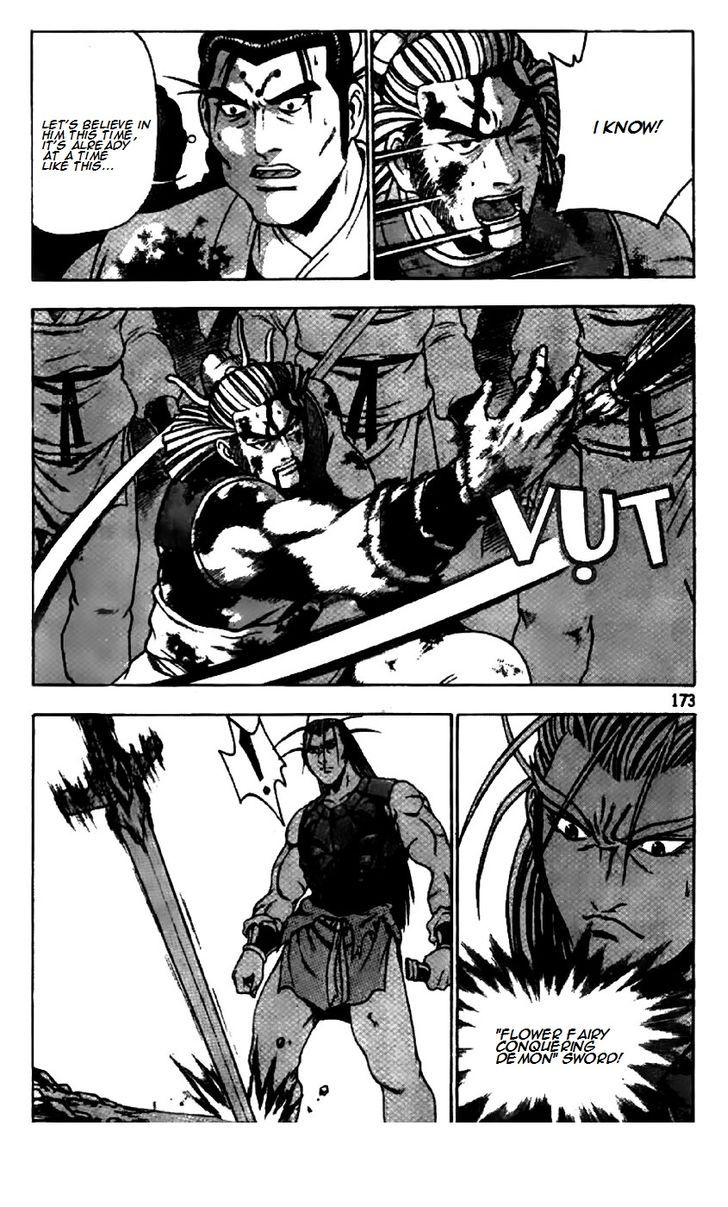 LET'S BELIEVE IN
HIM THIS TIME,
IT'S ALREADY
AT A TIME
LIKE THIS...
I KNOW!
VỤT
173
!
"FLOWER FAIRY
CONQUERING
DEMON" SWORD!